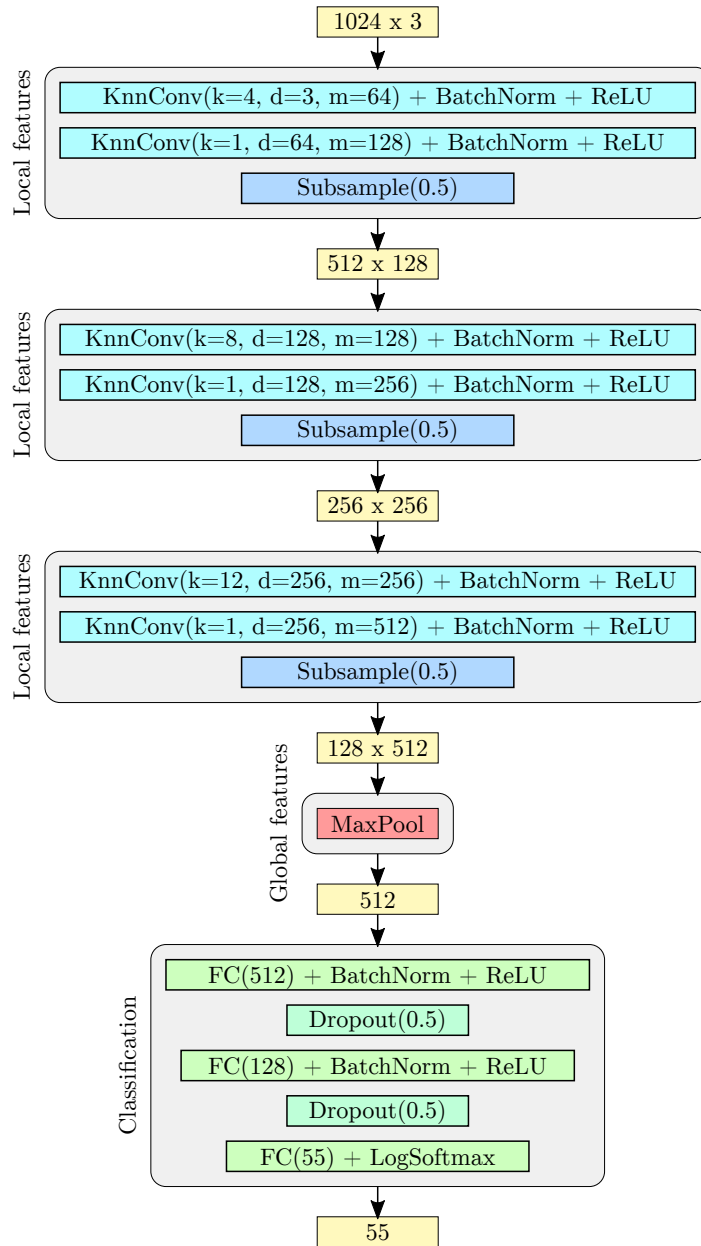 1024 x 3
Local features
KnnConv(k=4, d=3, m=64) + BatchNorm + ReLU
KnnConv(k=1, d=64, m=128) + BatchNorm + ReLU
Subsample(0.5)
512 x 128
Local features
KnnConv(k=8, d=128, m=128) + BatchNorm + ReLU
KnnConv(k=1, d=128, m=256) + BatchNorm + ReLU
Subsample(0.5)
256 x 256
Local features
KnnConv(k=12, d=256, m=256) + BatchNorm + ReLU
KnnConv(k=1, d=256, m=512) + BatchNorm + ReLU
Subsample(0.5)
128 x 512
Global features
MaxPool
512
Classification
FC(512) + BatchNorm + ReLU
Dropout(0.5)
FC(128) + BatchNorm + ReLU
Dropout(0.5)
FC(55) + LogSoftmax
55